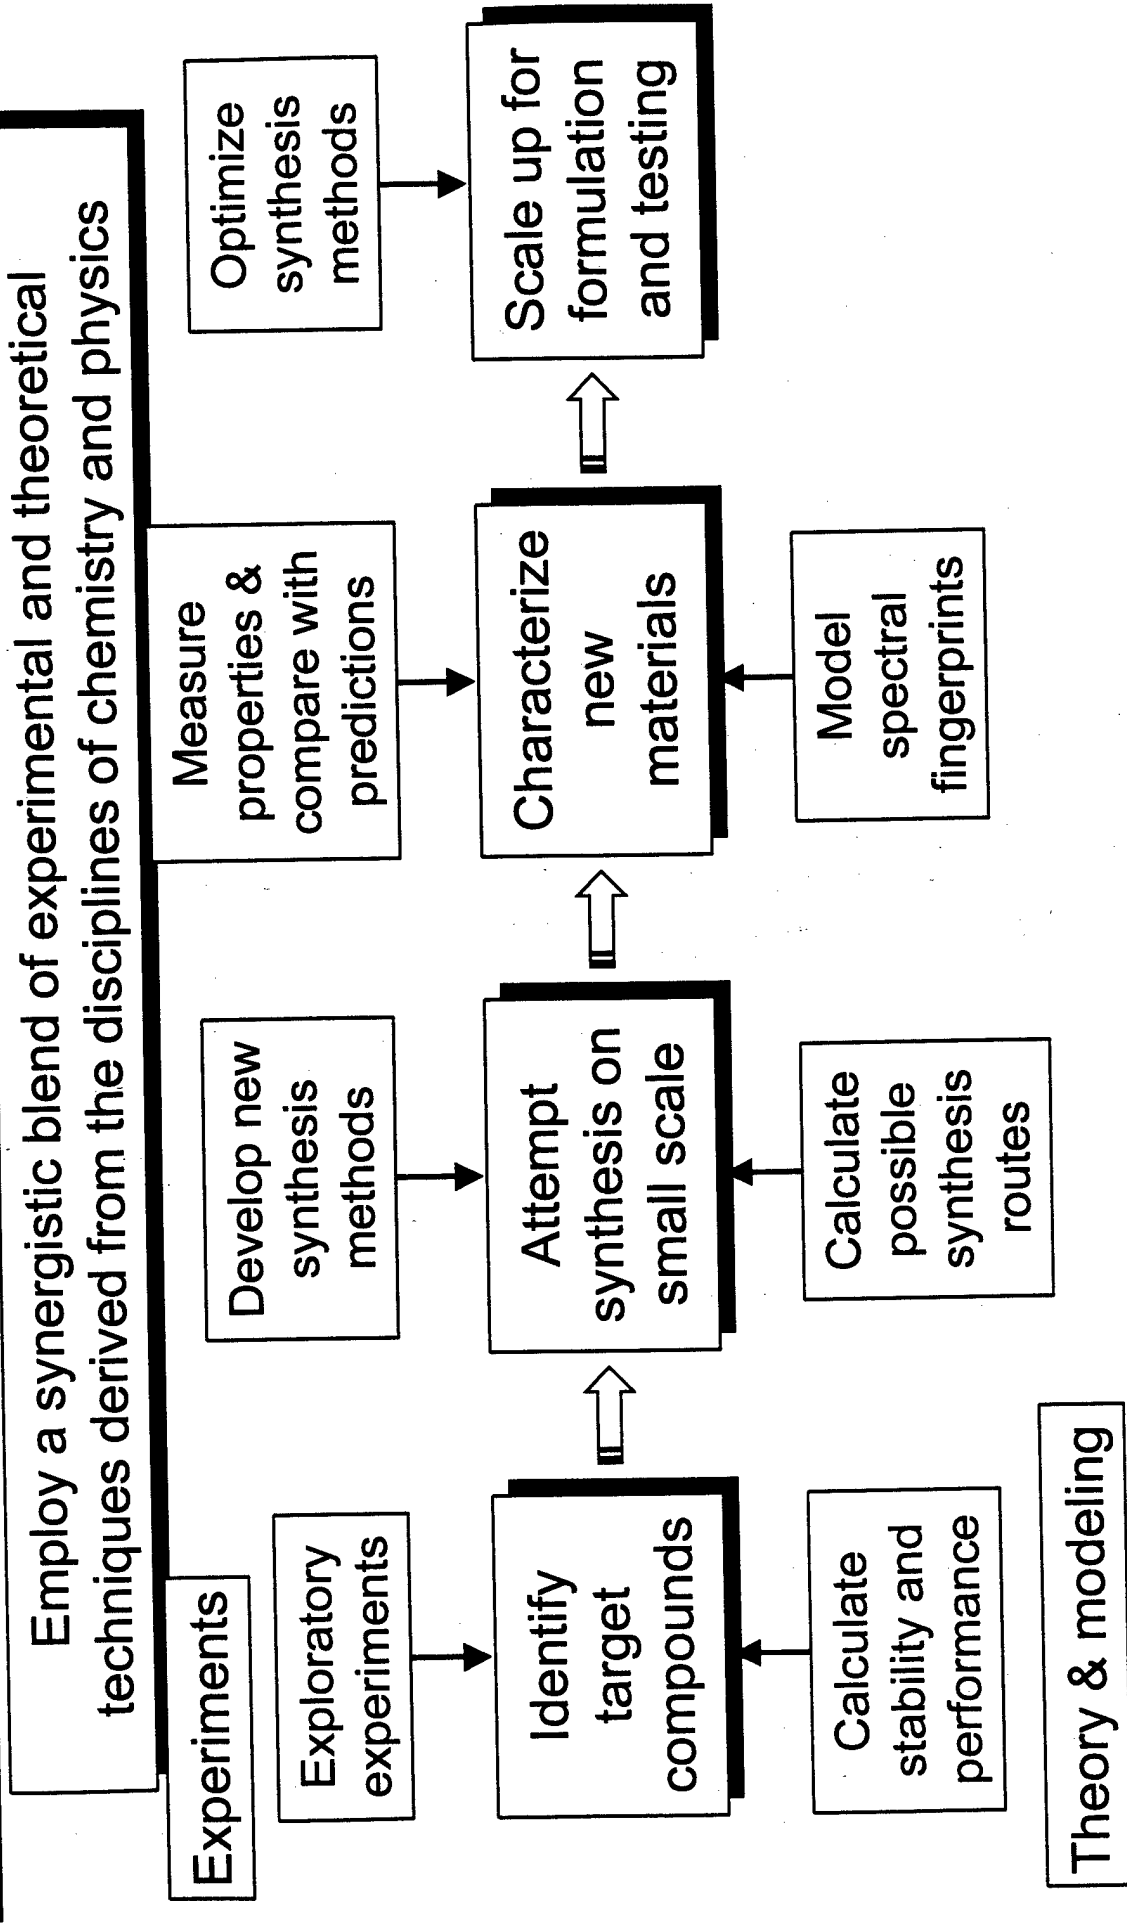 Employ a synergistic blend of experimental and theoretical
techniques derived from the disciplines of chemistry and physics
Experiments
Exploratory
experiments
Develop new
synthesis
methods
Measure
properties &
compare with
predictions
Optimize
synthesis
methods
Identify
target
compounds
Attempt
synthesis on
small scale
Characterize
new
materials
Scale up for
formulation
and testing
Calculate
stability and
performance
Calculate
possible
synthesis
routes
Model
spectral
fingerprints
Theory & modeling